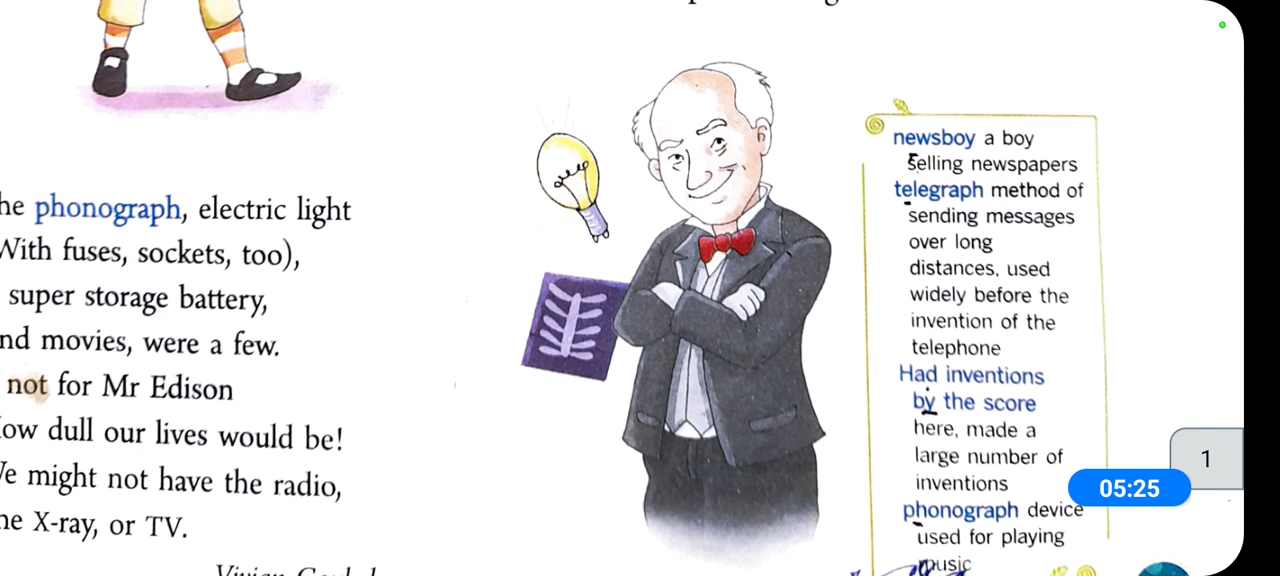 he phonograph, electric light
With fuses, sockets, too),
super storage battery,
nd movies, were a few.
not for Mr Edison
ow dull our lives would be!
e might not have the radio,
he X-ray, or TV.
newsboy a boy
selling newspapers
telegraph method of
sending messages
over long
distances, used
widely before the
invention of the
telephone
Had inventions
by the score
here, made a
large number of
inventions
phonograph device
used for playing
music
1
05:25